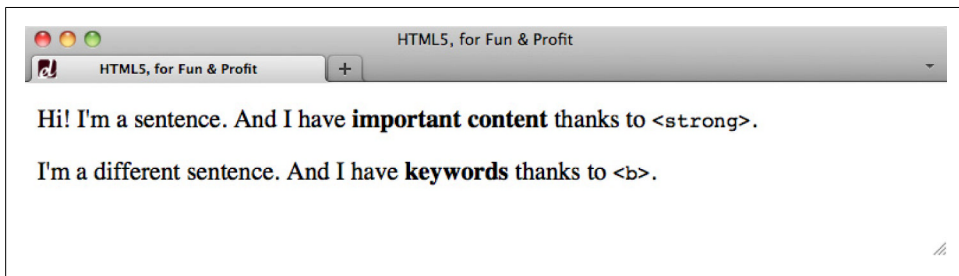 HTML5, for Fun & Profit
HTML5, for Fun & Profit
Hi! I'm a sentence. And I have important content thanks to <strong>.
I'm a different sentence. And I have keywords thanks to <b>.